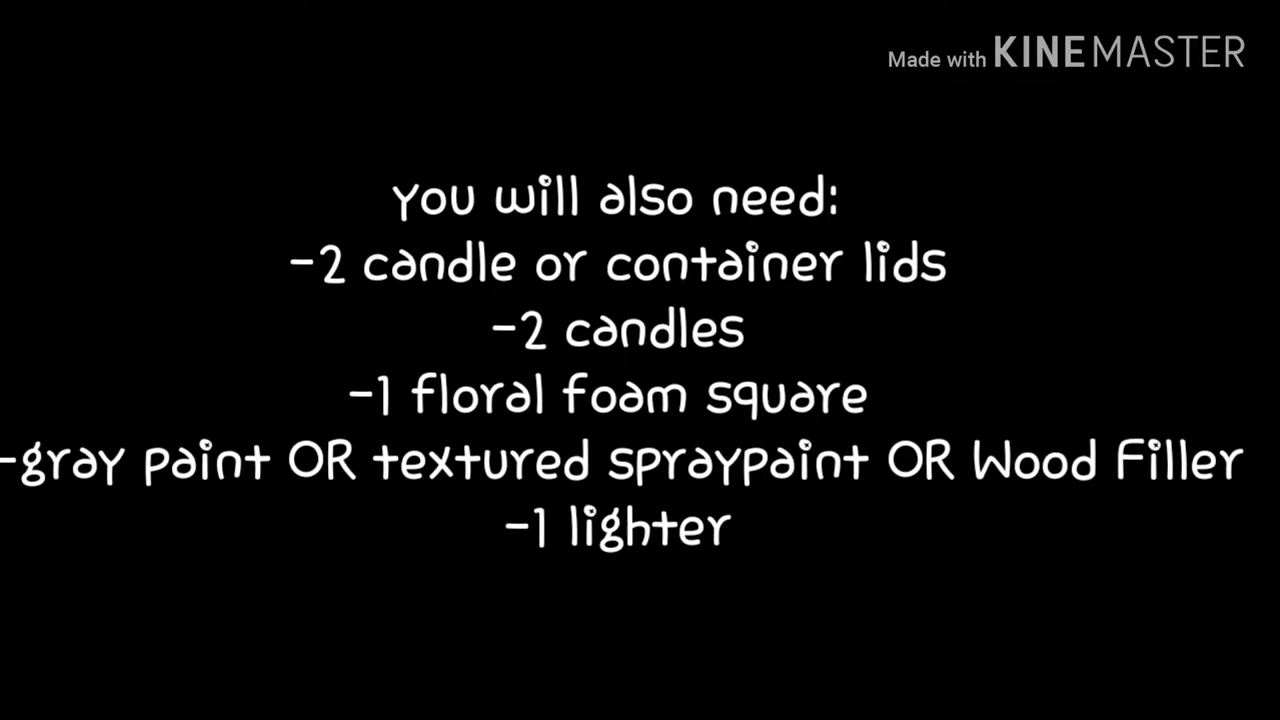 Made with KINEMASTER
You will also need:
-2 candle or container lids
-2 candles
-1 floral foam square
-gray paint OR textured spraypaint OR Wood Filler
-1 lighter